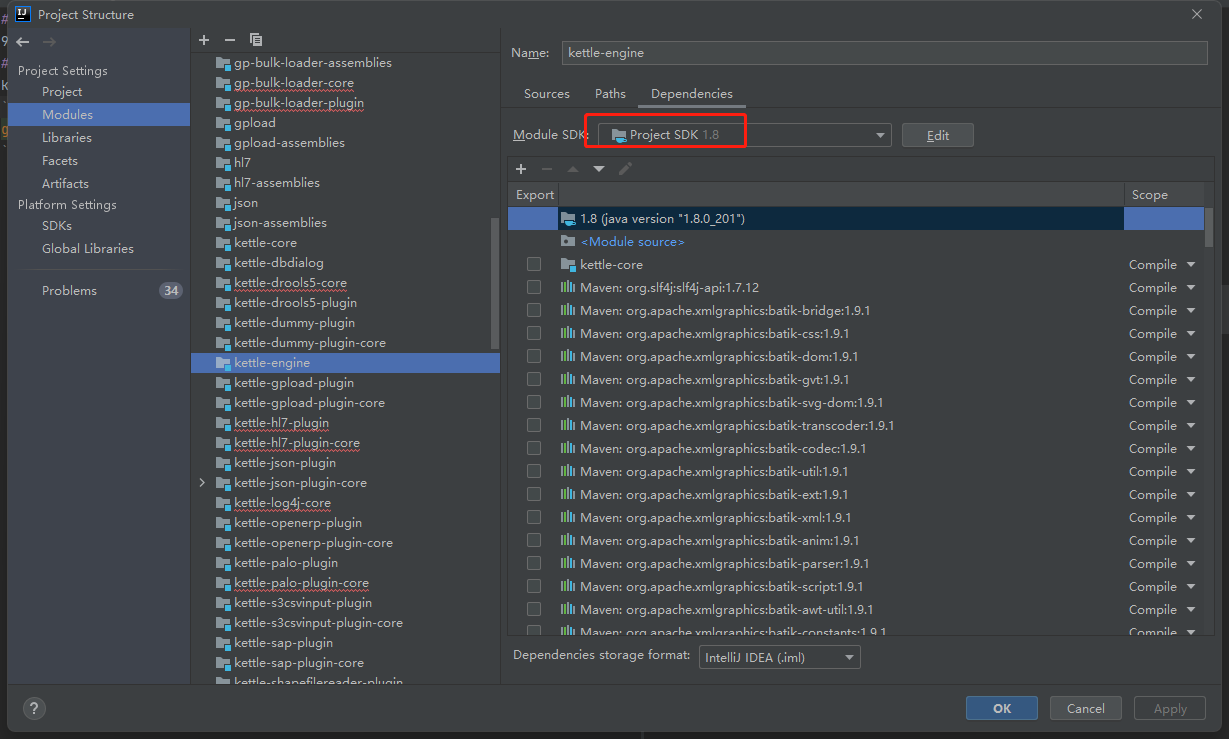 Project Structure
Project Settings
Project
Modules
Libraries
Facets
Artifacts
Platform Settings
SDKs
Global Libraries
Problems
34
gp-bulk-loader-assemblies
gp-bulk-loader-core
gp-bulk-loader-plugin
gpload
gpload-assemblies
hl7
hl7-assemblies
json
json-assemblies
kettle-core
kettle-dbdialog
kettle-drools5-core
kettle-drools5-plugin
kettle-dummy-plugin
kettle-dummy-plugin-core
kettle-engine
kettle-gpload-plugin
kettle-gpload-plugin-core
kettle-hl7-plugin
kettle-hl7-plugin-core
kettle-json-plugin
kettle-json-plugin-core
kettle-log4j-core
kettle-openerp-plugin
kettle-openerp-plugin-core
kettle-palo-plugin
kettle-palo-plugin-core
kettle-s3csvinput-plugin
kettle-s3csvinput-plugin-core
kettle-sap-plugin
kettle-sap-plugin-core
kettle-shapefilereader-plugin
Name: kettle-engine
Sources Paths Dependencies
Module SDK: Project SDK 1.8 Edit
Export Scope
1.8 (java version "1.8.0_201")
<Module source>
kettle-core Compile
Maven: org.slf4j:slf4j-api:1.7.12 Compile
Maven: org.apache.xmlgraphics:batik-bridge:1.9.1 Compile
Maven: org.apache.xmlgraphics:batik-css:1.9.1 Compile
Maven: org.apache.xmlgraphics:batik-dom:1.9.1 Compile
Maven: org.apache.xmlgraphics:batik-gvt:1.9.1 Compile
Maven: org.apache.xmlgraphics:batik-svg-dom:1.9.1 Compile
Maven: org.apache.xmlgraphics:batik-transcoder:1.9.1 Compile
Maven: org.apache.xmlgraphics:batik-codec:1.9.1 Compile
Maven: org.apache.xmlgraphics:batik-util:1.9.1 Compile
Maven: org.apache.xmlgraphics:batik-ext:1.9.1 Compile
Maven: org.apache.xmlgraphics:batik-xml:1.9.1 Compile
Maven: org.apache.xmlgraphics:batik-anim:1.9.1 Compile
Maven: org.apache.xmlgraphics:batik-parser:1.9.1 Compile
Maven: org.apache.xmlgraphics:batik-script:1.9.1 Compile
Maven: org.apache.xmlgraphics:batik-awt-util:1.9.1 Compile
Maven: org.apache.xmlgraphics:batik-constants:1.9.1 Compile
Dependencies storage format: IntelliJ IDEA (.iml)
? OK Cancel Apply